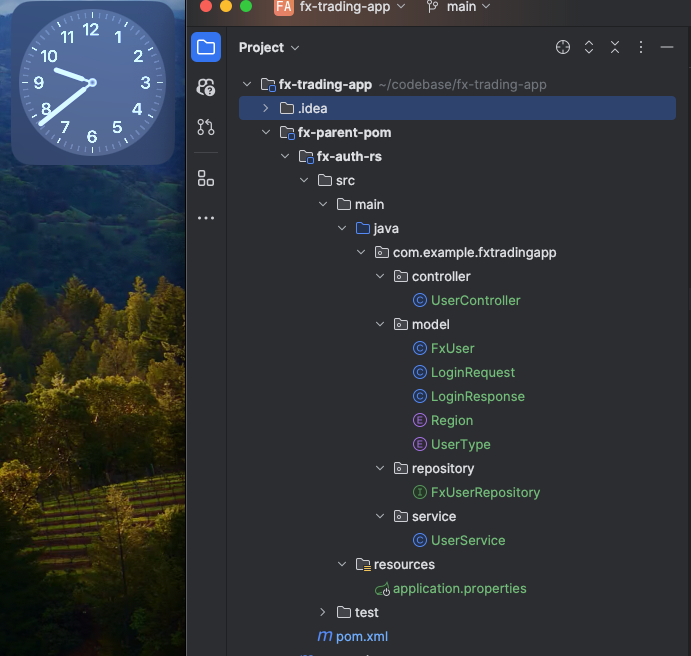 FA fx-trading-app main
12
11 1
10 2
9 3
8 4
7 5
6
Project
fx-trading-app ~/codebase/fx-trading-app
.idea
fx-parent-pom
fx-auth-rs
src
main
java
com.example.fxtradingapp
controller
C UserController
model
C FxUser
C LoginRequest
C LoginResponse
E Region
E UserType
repository
I FxUserRepository
service
C UserService
resources
application.properties
test
m pom.xml